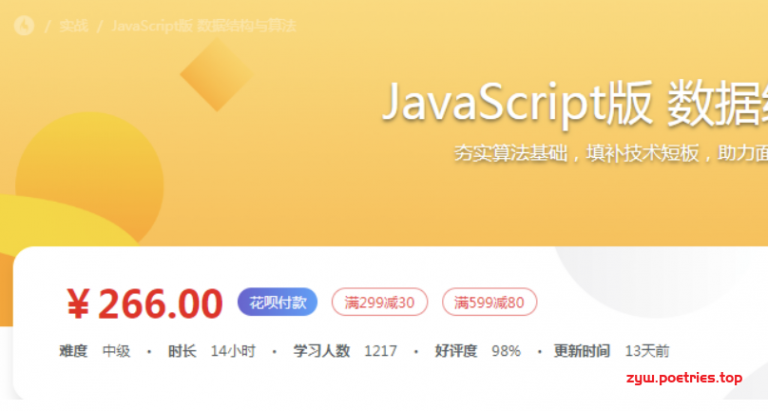 / 实战 / JavaScript版 数据结构与算法
JavaScript版 数据
夯实算法基础，填补技术短板，助力面
￥266.00 花呗付款 满299减30 满599减80
难度 中级 · 时长 14小时 · 学习人数 1217 · 好评度 98% · 更新时间 13天前
zyw.poetries.top